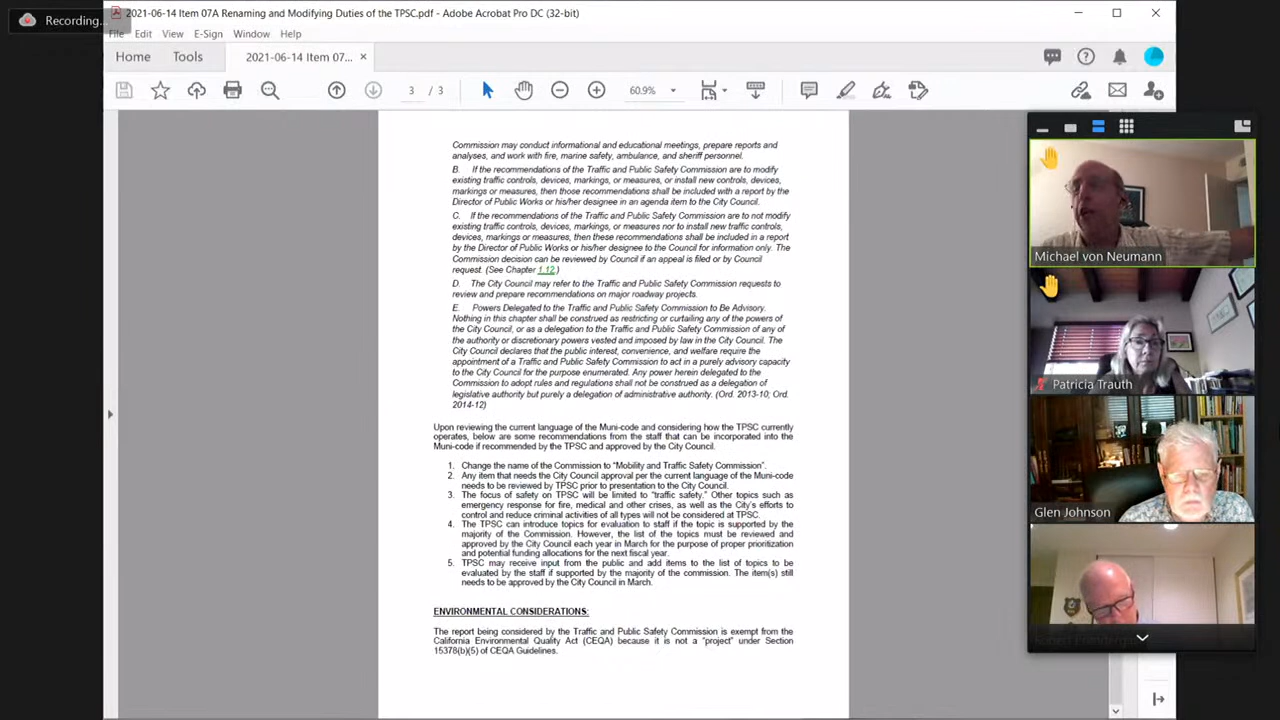 Recording...
2021-06-14 Item 07A Renaming and Modifying Duties of the TPSC.pdf - Adobe Acrobat Pro DC (32-bit)
File Edit View E-Sign Window Help
Home Tools 2021-06-14 Item 07... ×
3 / 3 60.9%
Commission may conduct informational and educational meetings, prepare reports and
analyses, and work with fire, marine safety, ambulance, and sheriff personnel.
B. If the recommendations of the Traffic and Public Safety Commission are to modify
existing traffic controls, devices, markings, or measures, or install new controls, devices,
markings or measures, then those recommendations shall be included with a report by the
Director of Public Works or his/her designee in an agenda item to the City Council.
C. If the recommendations of the Traffic and Public Safety Commission are to not modify
existing traffic controls, devices, markings, or measures nor to install new traffic controls,
devices, markings or measures, then these recommendations shall be included in a report
by the Director of Public Works or his/her designee to the Council for information only. The
Commission decision can be reviewed by Council if an appeal is filed or by Council
request. (See Chapter 1.12.)
D. The City Council may refer to the Traffic and Public Safety Commission requests to
review and prepare recommendations on major roadway projects.
E. Powers Delegated to the Traffic and Public Safety Commission to Be Advisory.
Nothing in this chapter shall be construed as restricting or curtailing any of the powers of
the City Council, or as a delegation to the Traffic and Public Safety Commission of any of
the authority or discretionary powers vested and imposed by law in the City Council. The
City Council declares that the public interest, convenience, and welfare require the
appointment of a Traffic and Public Safety Commission to act in a purely advisory capacity
to the City Council for the purpose enumerated. Any power herein delegated to the
Commission to adopt rules and regulations shall not be construed as a delegation of
legislative authority but purely a delegation of administrative authority. (Ord. 2013-10; Ord.
2014-12)
Upon reviewing the current language of the Muni-code and considering how the TPSC currently
operates, below are some recommendations from the staff that can be incorporated into the
Muni-code if recommended by the TPSC and approved by the City Council.
1. Change the name of the Commission to “Mobility and Traffic Safety Commission”.
2. Any item that needs the City Council approval per the current language of the Muni-code
needs to be reviewed by TPSC prior to presentation to the City Council.
3. The focus of safety on TPSC will be limited to “traffic safety.” Other topics such as
emergency response for fire, medical and other crises, as well as the City's efforts to
control and reduce criminal activities of all types will not be considered at TPSC.
4. The TPSC can introduce topics for evaluation to staff if the topic is supported by the
majority of the Commission. However, the list of the topics must be reviewed and
approved by the City Council each year in March for the purpose of proper prioritization
and potential funding allocations for the next fiscal year.
5. TPSC may receive input from the public and add items to the list of topics to be
evaluated by the staff if supported by the majority of the commission. The item(s) still
needs to be approved by the City Council in March.
ENVIRONMENTAL CONSIDERATIONS:
The report being considered by the Traffic and Public Safety Commission is exempt from the
California Environmental Quality Act (CEQA) because it is not a “project” under Section
15378(b)(5) of CEQA Guidelines.
Michael von Neumann
Patricia Trauth
Glen Johnson